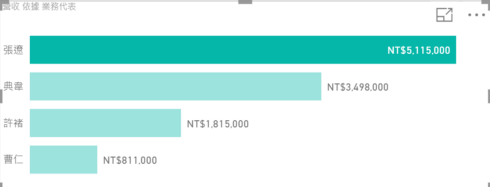 營收 依據 業務代表
張遼
NT$5,115,000
典韋
NT$3,498,000
許褚
NT$1,815,000
曹仁
NT$811,000